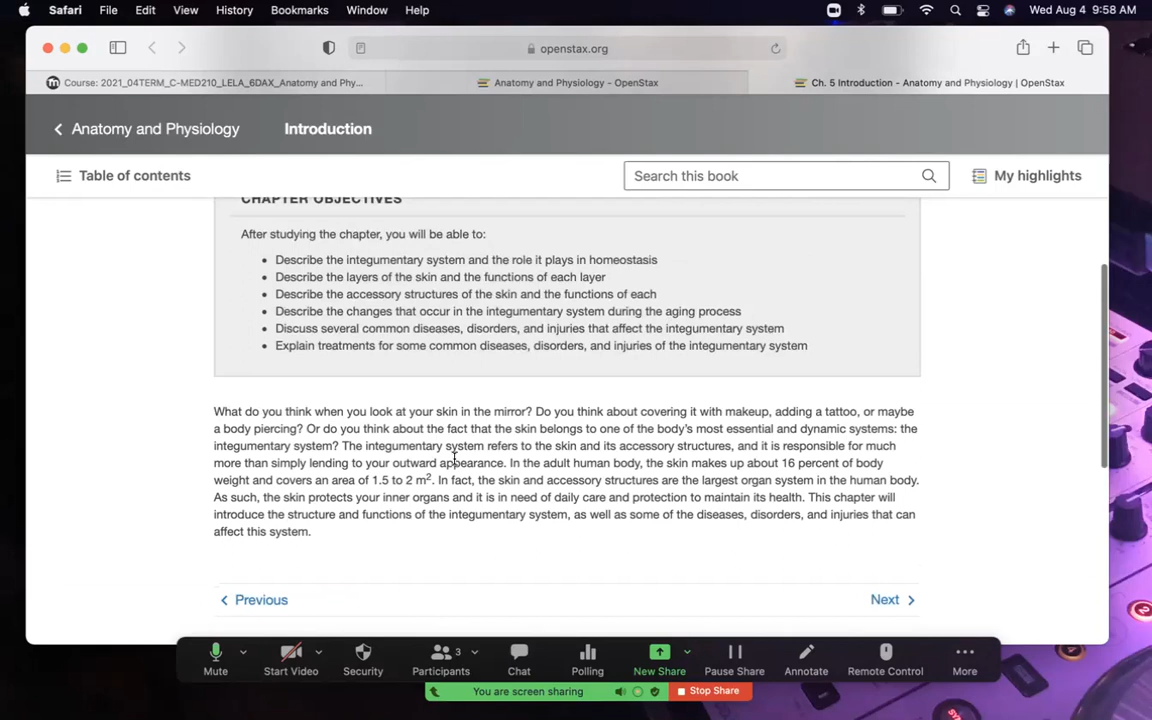 Safari File Edit View History Bookmarks Window Help Wed Aug 4 9:58 AM
openstax.org
Course: 2021_04TERM_C-MED210_LELA_6DAX_Anatomy and Phy... Anatomy and Physiology - OpenStax Ch. 5 Introduction - Anatomy and Physiology | OpenStax
Anatomy and Physiology Introduction
Table of contents Search this book My highlights
CHAPTER OBJECTIVES
After studying the chapter, you will be able to:
• Describe the integumentary system and the role it plays in homeostasis
• Describe the layers of the skin and the functions of each layer
• Describe the accessory structures of the skin and the functions of each
• Describe the changes that occur in the integumentary system during the aging process
• Discuss several common diseases, disorders, and injuries that affect the integumentary system
• Explain treatments for some common diseases, disorders, and injuries of the integumentary system
What do you think when you look at your skin in the mirror? Do you think about covering it with makeup, adding a tattoo, or maybe
a body piercing? Or do you think about the fact that the skin belongs to one of the body's most essential and dynamic systems: the
integumentary system? The integumentary system refers to the skin and its accessory structures, and it is responsible for much
more than simply lending to your outward appearance. In the adult human body, the skin makes up about 16 percent of body
weight and covers an area of 1.5 to 2 m². In fact, the skin and accessory structures are the largest organ system in the human body.
As such, the skin protects your inner organs and it is in need of daily care and protection to maintain its health. This chapter will
introduce the structure and functions of the integumentary system, as well as some of the diseases, disorders, and injuries that can
affect this system.
Previous Next
3
Mute Start Video Security Participants Chat Polling New Share Pause Share Annotate Remote Control More
You are screen sharing Stop Share